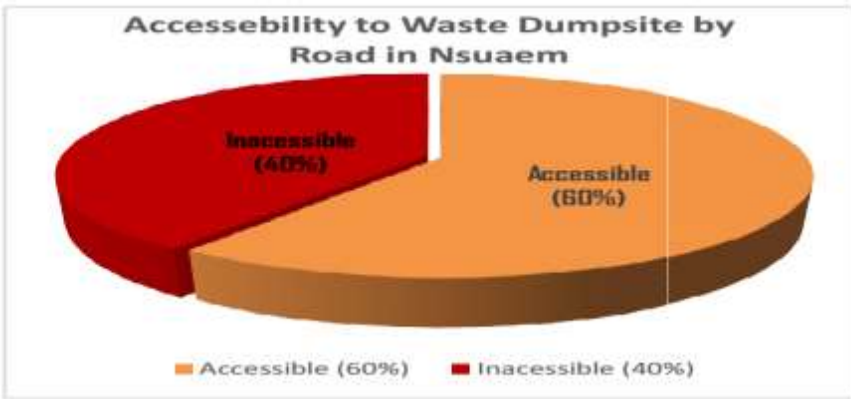 Accessebility to Waste Dumpsite by
Road in Nsuaem
Inacessible
(40%)
Accessible
(60%)
Accessible (60%)
Inacessible (40%)